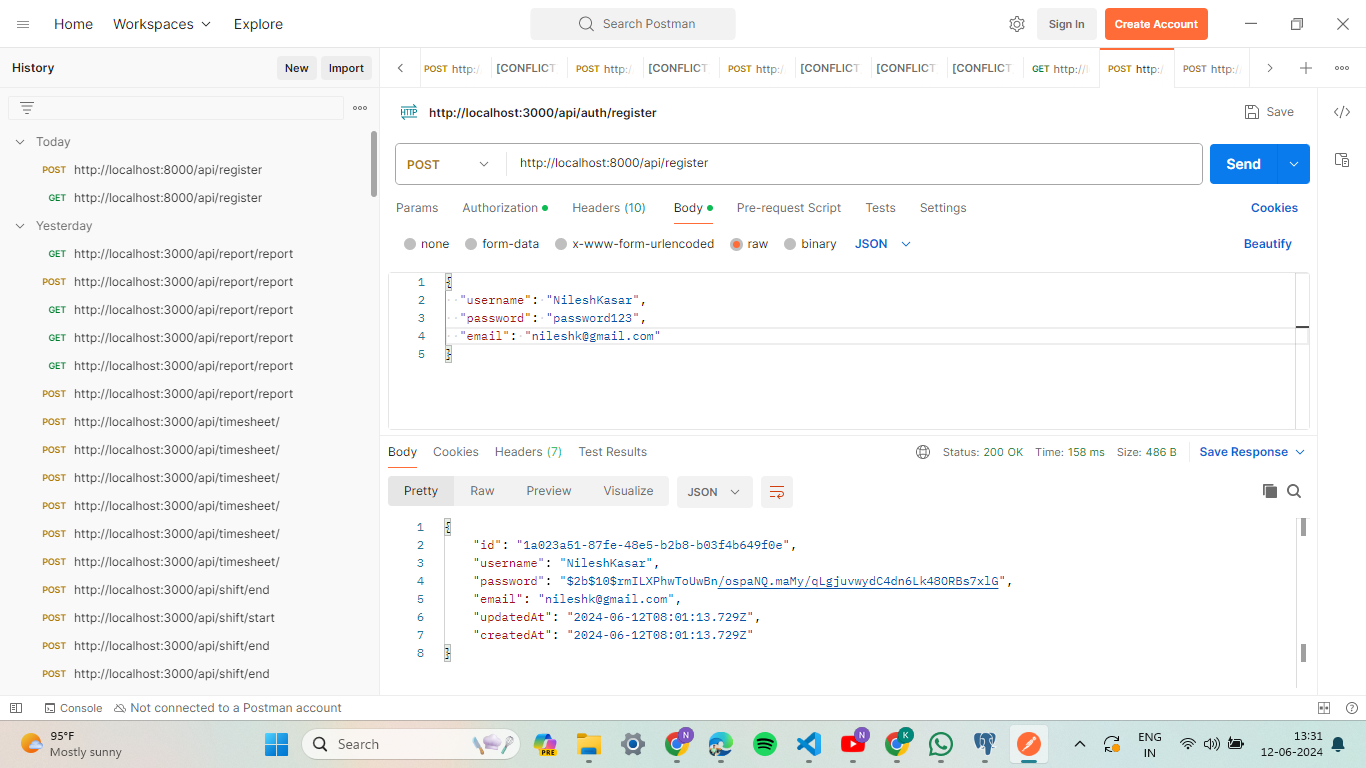 Home Workspaces Explore Search Postman Sign In Create Account
History New Import
POST http:/ [CONFLICT POST http:/ [CONFLICT POST http:/ [CONFLICT [CONFLICT [CONFLICT GET http:// POST http:/ POST http:/
HTTP http://localhost:3000/api/auth/register Save
POST http://localhost:8000/api/register Send
Params Authorization Headers (10) Body Pre-request Script Tests Settings Cookies
none form-data x-www-form-urlencoded raw binary JSON Beautify
1 {
2 "username": "NileshKasar",
3 "password": "password123",
4 "email": "nileshk@gmail.com"
5 }
Today
POST http://localhost:8000/api/register
GET http://localhost:8000/api/register
Yesterday
GET http://localhost:3000/api/report/report
POST http://localhost:3000/api/report/report
GET http://localhost:3000/api/report/report
GET http://localhost:3000/api/report/report
GET http://localhost:3000/api/report/report
POST http://localhost:3000/api/report/report
POST http://localhost:3000/api/timesheet/
POST http://localhost:3000/api/timesheet/
POST http://localhost:3000/api/timesheet/
POST http://localhost:3000/api/timesheet/
POST http://localhost:3000/api/timesheet/
POST http://localhost:3000/api/timesheet/
POST http://localhost:3000/api/shift/end
POST http://localhost:3000/api/shift/start
POST http://localhost:3000/api/shift/end
POST http://localhost:3000/api/shift/end
Body Cookies Headers (7) Test Results Status: 200 OK Time: 158 ms Size: 486 B Save Response
Pretty Raw Preview Visualize JSON
1 {
2 "id": "1a023a51-87fe-48e5-b2b8-b03f4b649f0e",
3 "username": "NileshKasar",
4 "password": "$2b$10$rmILXPhwToUwBn/ospaNQ.maMy/qLgjuvwydC4dn6Lk48ORBs7xlG",
5 "email": "nileshk@gmail.com",
6 "updatedAt": "2024-06-12T08:01:13.729Z",
7 "createdAt": "2024-06-12T08:01:13.729Z"
8 }
Console Not connected to a Postman account
95°F
Mostly sunny
Search
PRE
N
N
K
ENG
IN
13:31
12-06-2024